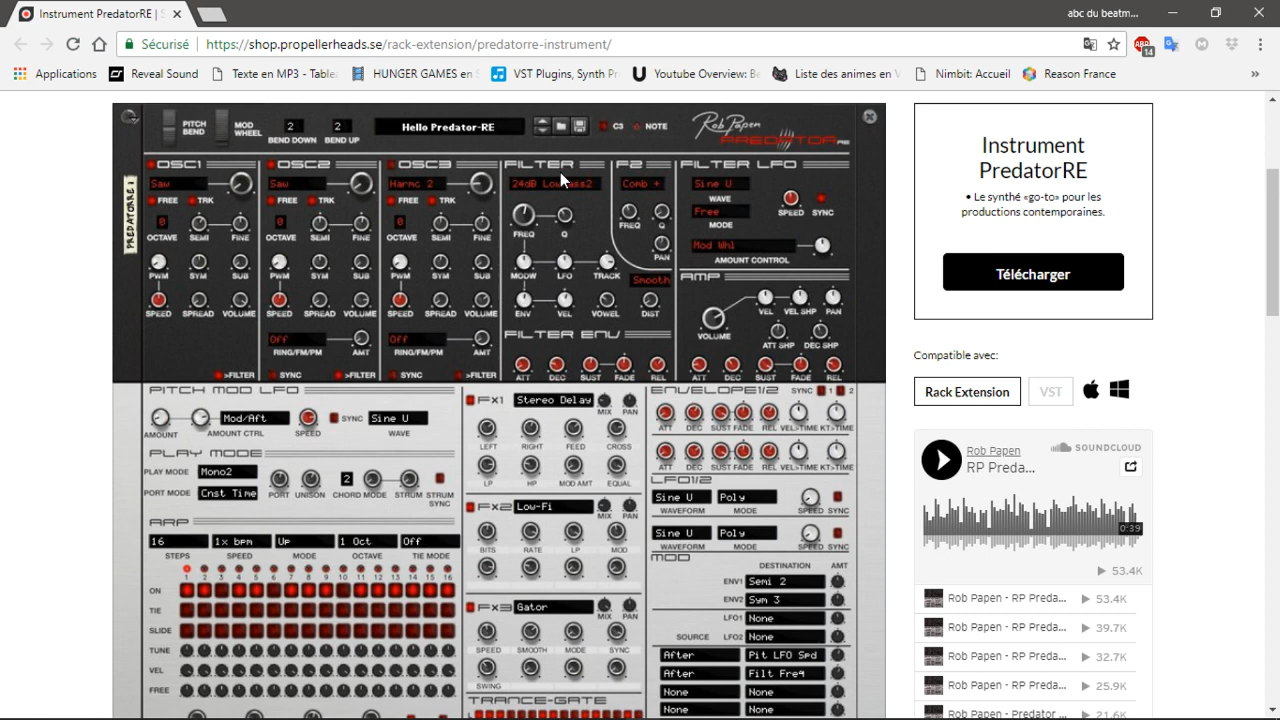 Instrument PredatorRE | S
abc du beatm...
Sécurisé
https://shop.propellerheads.se/rack-extension/predatorre-instrument/
ABP
14
Applications
Reveal Sound
Texte en MP3 - Table
HUNGER GAMES en S
VST Plugins, Synth Pr
Youtube Overview: Be
Liste des animes en V
Nimbit: Accueil
Reason France
»
PITCH BEND
MOD WHEEL
2
BEND DOWN
2
BEND UP
Hello Predator-RE
C3
NOTE
Rob Papen
PREDATOR RE
PREDATORRE 1
OSC1
Saw
FREE
TRK
0
OCTAVE
SEMI
FINE
PWM
SYM
SUB
SPEED
SPREAD
VOLUME
>FILTER
OSC2
Saw
FREE
TRK
0
OCTAVE
SEMI
FINE
PWM
SYM
SUB
SPEED
SPREAD
VOLUME
Off
RING/FM/PM
AMT
SYNC
>FILTER
OSC3
Harmc 2
FREE
TRK
0
OCTAVE
SEMI
FINE
PWM
SYM
SUB
SPEED
SPREAD
VOLUME
Off
RING/FM/PM
AMT
SYNC
>FILTER
FILTER
24dB Lowpass2
FREQ
Q
MODW
LFO
TRACK
ENV
VEL
VOWEL
F2
Comb +
FREQ
Q
PAN
Smooth
DIST
FILTER ENV
ATT
DEC
SUST
FADE
REL
FILTER LFO
Sine U
WAVE
Free
MODE
SPEED
SYNC
Mod Whl
AMOUNT CONTROL
AMP
VOLUME
VEL
VEL SHP
PAN
ATT SHP
DEC SHP
ATT
DEC
SUST
FADE
REL
PITCH MOD LFO
AMOUNT
Mod/Aft
AMOUNT CTRL
SPEED
SYNC
Sine U
WAVE
PLAY MODE
PLAY MODE
Mono2
PORT MODE
Cnst Time
PORT
UNISON
2
CHORD MODE
STRUM
STRUM SYNC
ARP
16
1x bpm
Up
1 Oct
Off
STEPS
SPEED
MODE
OCTAVE
TIE MODE
1 2 3 4 5 6 7 8 9 10 11 12 13 14 15 16
ON
TIE
SLIDE
TUNE
VEL
FREE
FX1
Stereo Delay
MIX
PAN
LEFT
RIGHT
FEED
CROSS
LP
HP
MOD AMT
EQUAL
FX2
Low-Fi
MIX
PAN
BITS
RATE
LP
MOD
FX3
Gator
MIX
PAN
SPEED
SMOOTH
MODE
SYNC
SWING
TRANCE-GATE
ENVELOPE1/2
SYNC
1
2
ATT
DEC
SUST
FADE
REL
VEL>TIME
KT>TIME
ATT
DEC
SUST
FADE
REL
VEL>TIME
KT>TIME
LFO1/2
Sine U
Poly
WAVEFORM
MODE
SPEED
SYNC
Sine U
Poly
WAVEFORM
MODE
SPEED
SYNC
MOD
DESTINATION
AMT
ENV1
Semi 2
ENV2
Sym 3
LFO1
None
SOURCE
LFO2
None
After
Pit LFO Spd
After
Filt Freq
None
None
None
None
Instrument
PredatorRE
• Le synthé «go-to» pour les
productions contemporaines.
Télécharger
Compatible avec:
Rack Extension
VST
Rob Papen
RP Preda...
SOUNDCLOUD
0:39
53.4K
Rob Papen - RP Preda...
53.4K
Rob Papen - RP Preda...
39.7K
Rob Papen - RP Preda...
32.7K
Rob Papen - RP Preda...
25.9K
Rob Papen - Predator ...
21.6K